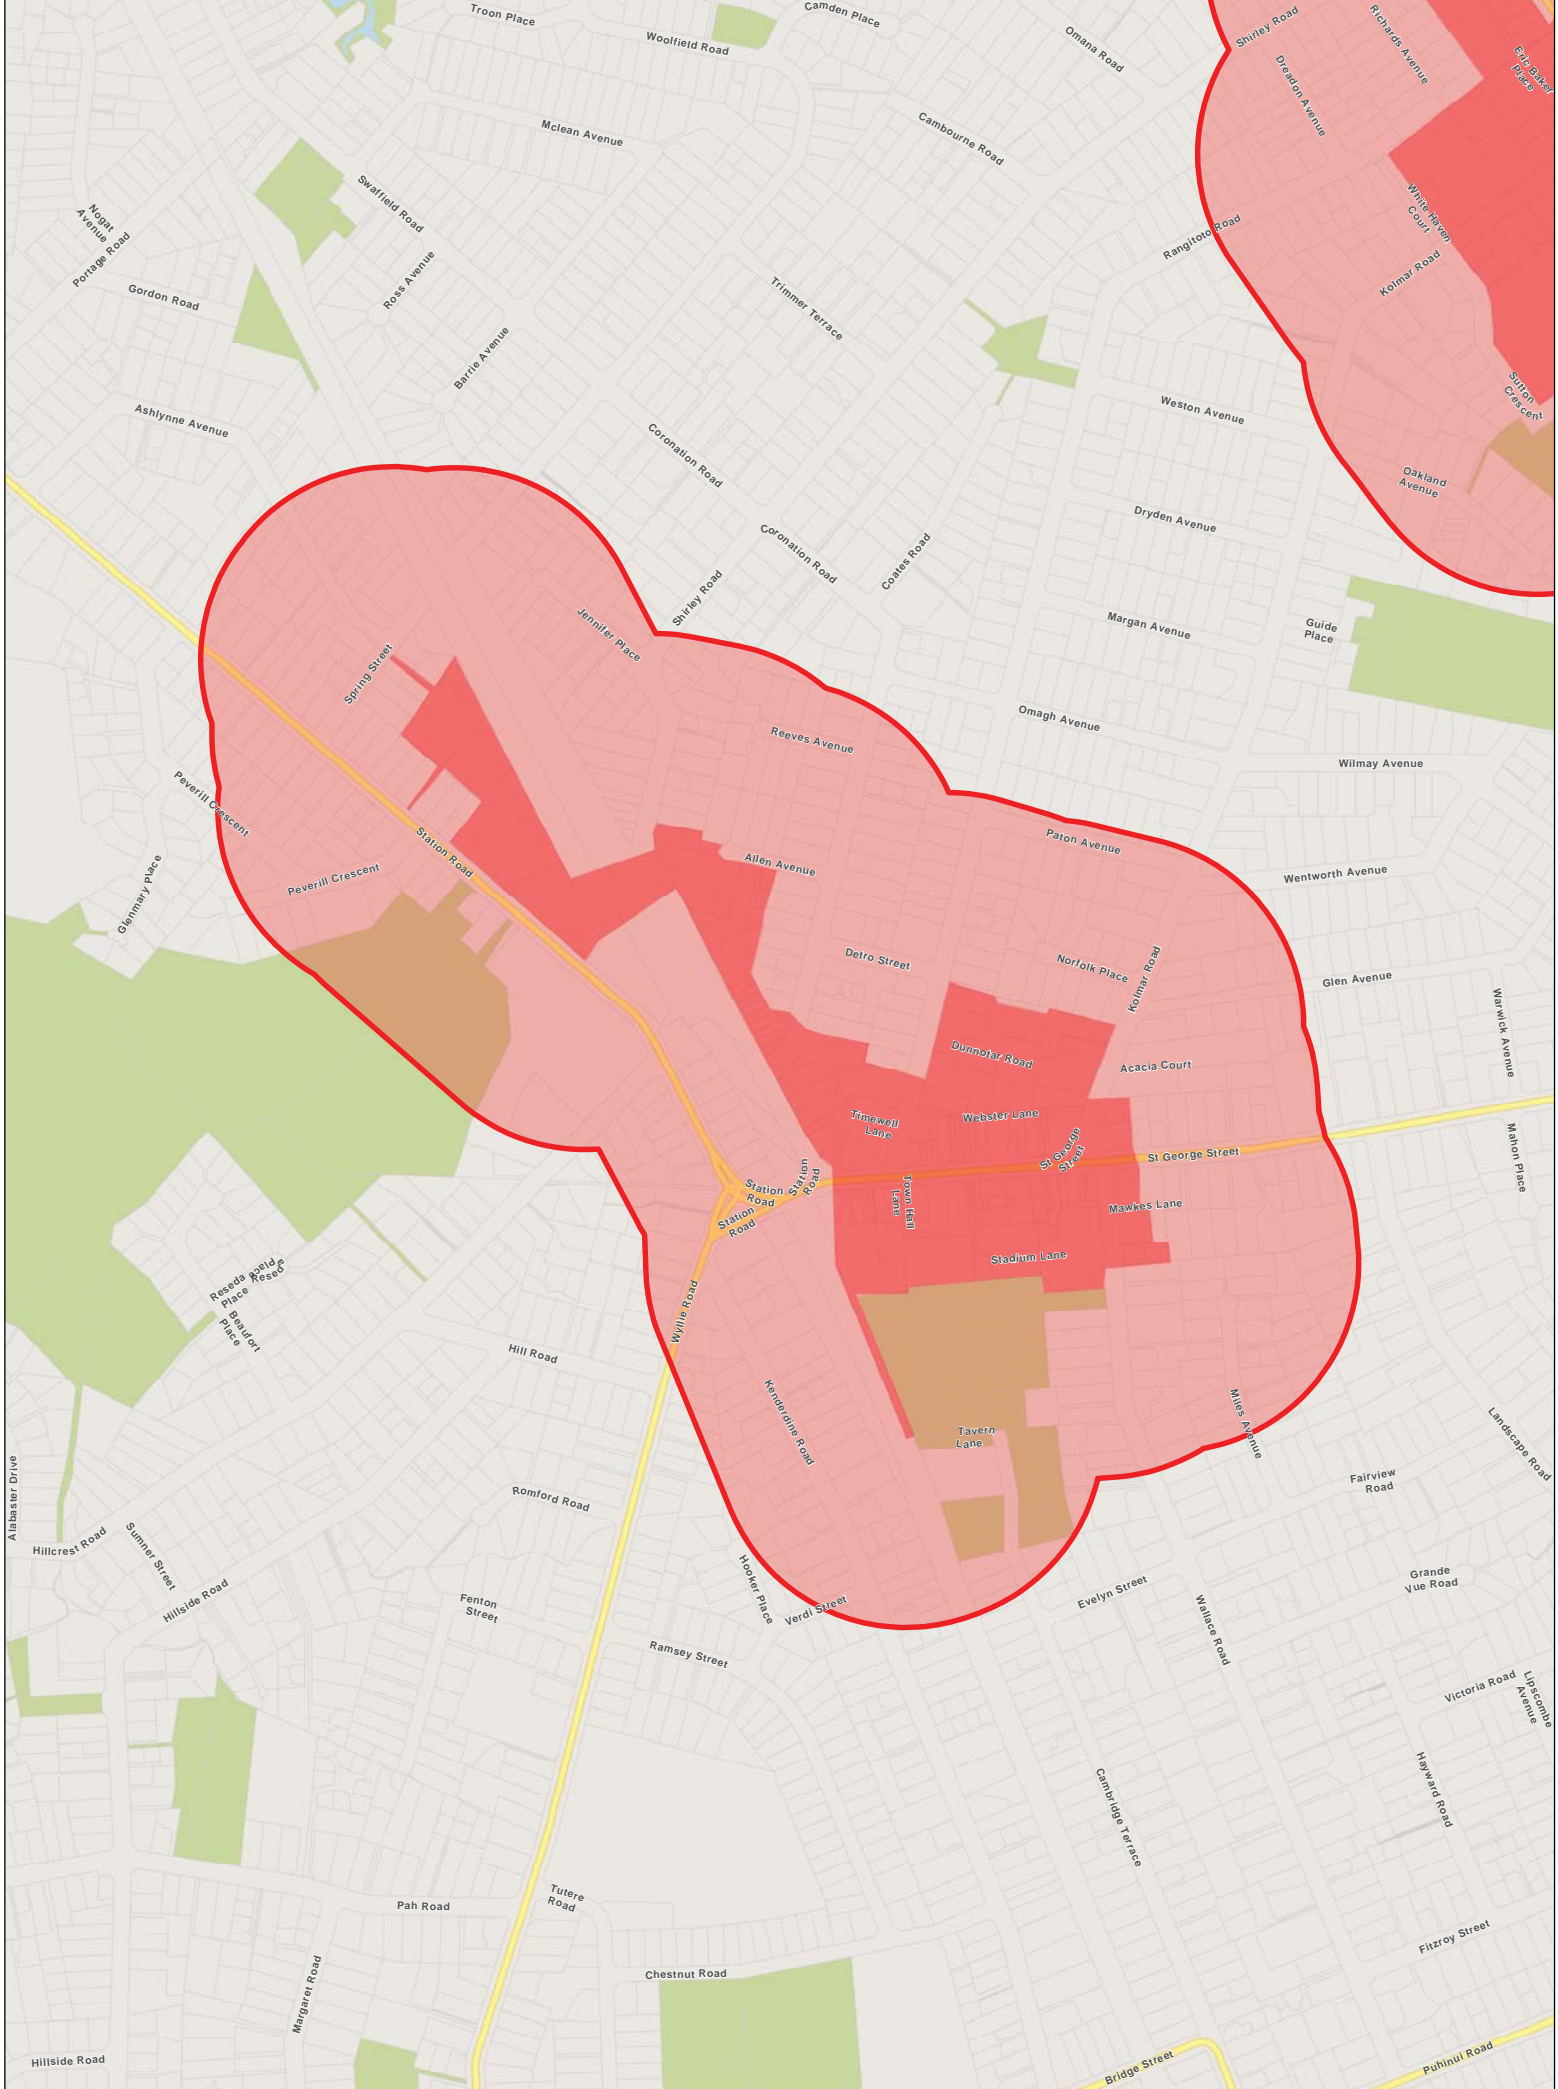 Troon Place
Woolfield Road
Camden Place
Omana Road
Shirley Road
Richards Avenue
Eric Baker
Place
Dreadon Avenue
Mclean Avenue
Cambourne Road
Swaffield Road
Nogat
Avenue
Portage Road
White Haven
Court
Rangitoto Road
Kolmar Road
Ross Avenue
Gordon Road
Trimmer Terrace
Barrie Avenue
Sutton
Crescent
Weston Avenue
Ashlynne Avenue
Coronation Road
Oakland
Avenue
Dryden Avenue
Coronation Road
Coates Road
Shirley Road
Jennifer Place
Margan Avenue
Guide
Place
Spring Street
Omagh Avenue
Reeves Avenue
Wilmay Avenue
Peverill Crescent
Station Road
Paton Avenue
Allen Avenue
Wentworth Avenue
Peverill Crescent
Glenmary Place
Detro Street
Norfolk Place
Kolmar Road
Glen Avenue
Warwick Avenue
Dunnotar Road
Acacia Court
Webster Lane
Timewell
Lane
St George
Street
St George Street
Mahon Place
Station
Road
Station
Road
Station
Road
Town Hall
Lane
Mawkes Lane
Stadium Lane
Reseda
Place
Reseda
Place
Beaufort
Place
Wyllie Road
Hill Road
Kenderdine Road
Miles Avenue
Tavern
Lane
Landscape Road
Alabaster Drive
Fairview
Road
Romford Road
Hillcrest Road
Sumner Street
Hillside Road
Hooker Place
Verdi Street
Evelyn Street
Grande
Vue Road
Fenton
Street
Wallace Road
Ramsey Street
Victoria Road
Lipscombe
Avenue
Cambridge Terrace
Hayward Road
Pah Road
Tutere
Road
Fitzroy Street
Margaret Road
Chestnut Road
Hillside Road
Bridge Street
Puhinui Road